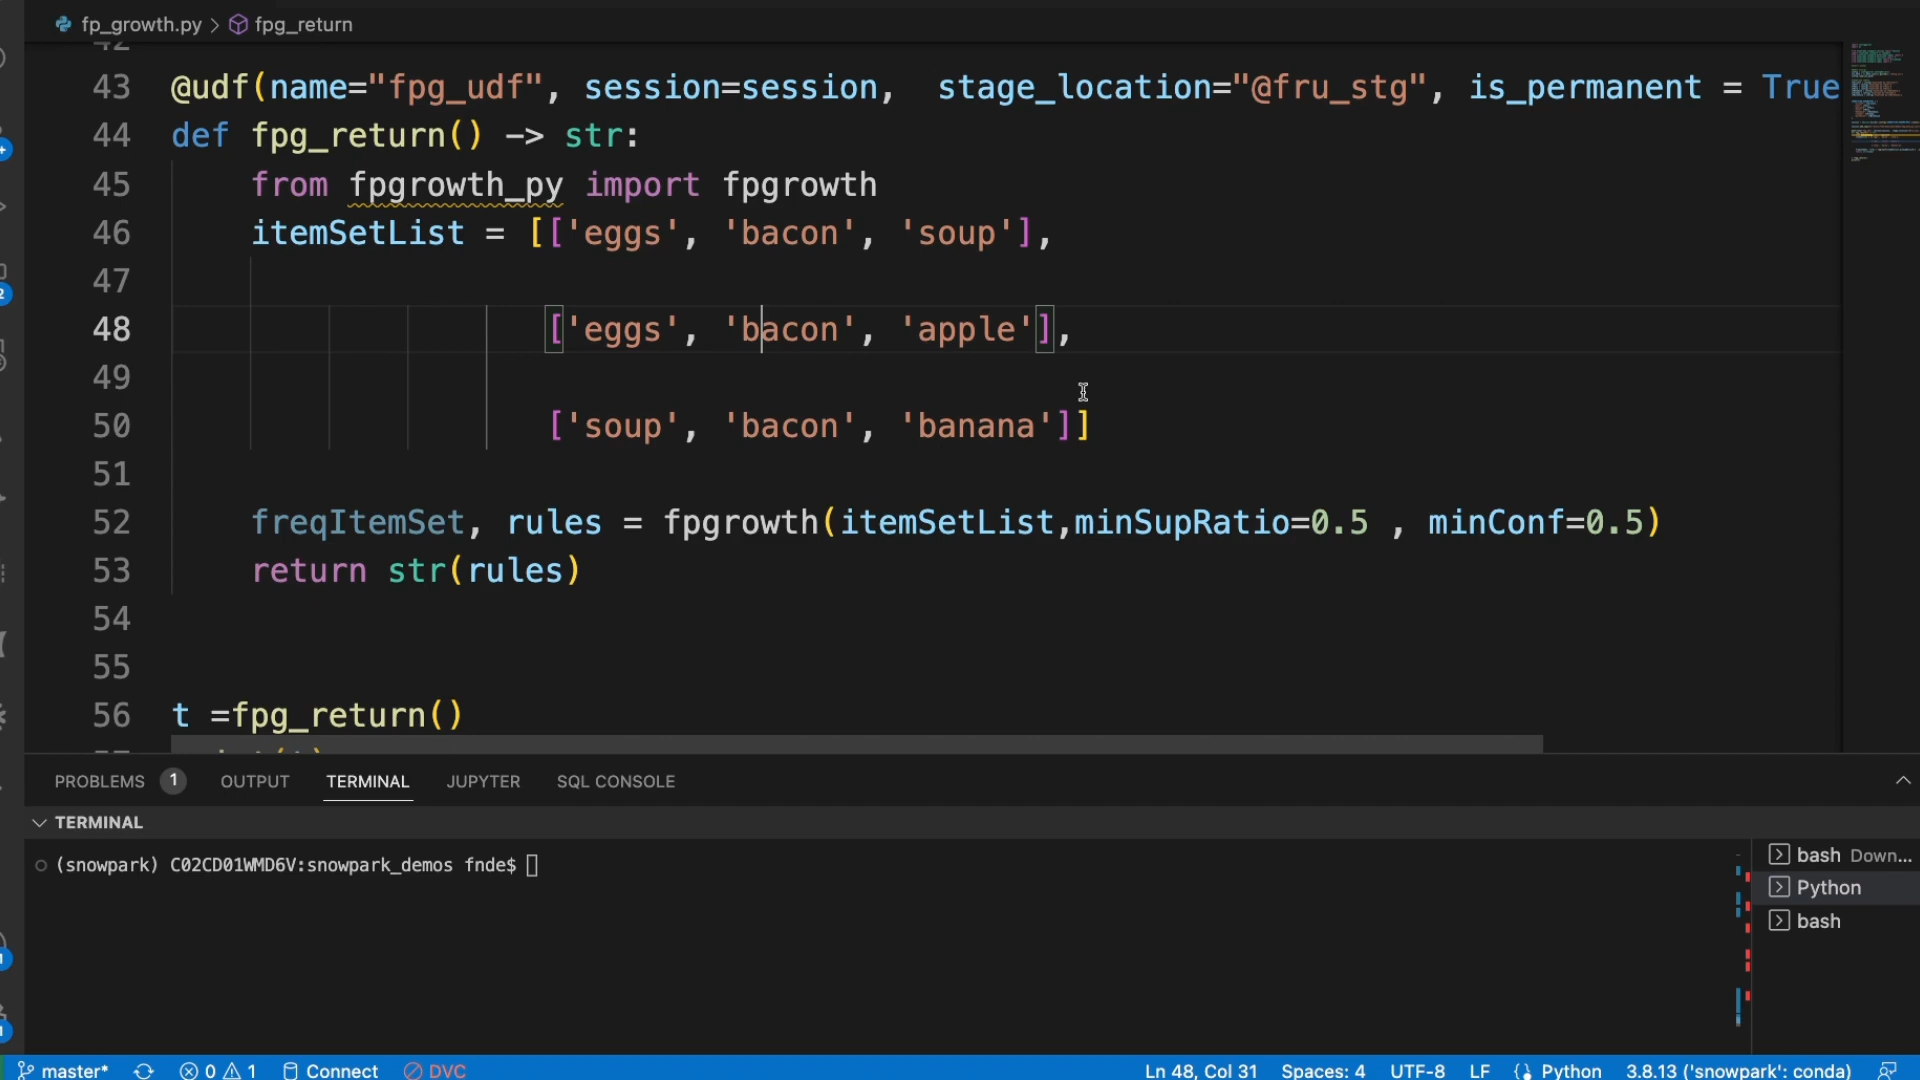 fp_growth.py > fpg_return
42
43 @udf(name="fpg_udf", session=session,  stage_location="@fru_stg", is_permanent = True
44 def fpg_return() -> str:
45 from fpgrowth_py import fpgrowth
46 itemSetList = [['eggs', 'bacon', 'soup'],
47
48 ['eggs', 'bacon', 'apple'],
49
50 ['soup', 'bacon', 'banana']]
51
52 freqItemSet, rules = fpgrowth(itemSetList,minSupRatio=0.5 , minConf=0.5)
53 return str(rules)
54
55
56 t =fpg_return()
PROBLEMS 1 OUTPUT TERMINAL JUPYTER SQL CONSOLE
TERMINAL
(snowpark) C02CD01WMD6V:snowpark_demos fnde$
bash Down...
Python
bash
master* 0 1 Connect DVC Ln 48, Col 31 Spaces: 4 UTF-8 LF Python 3.8.13 ('snowpark': conda)